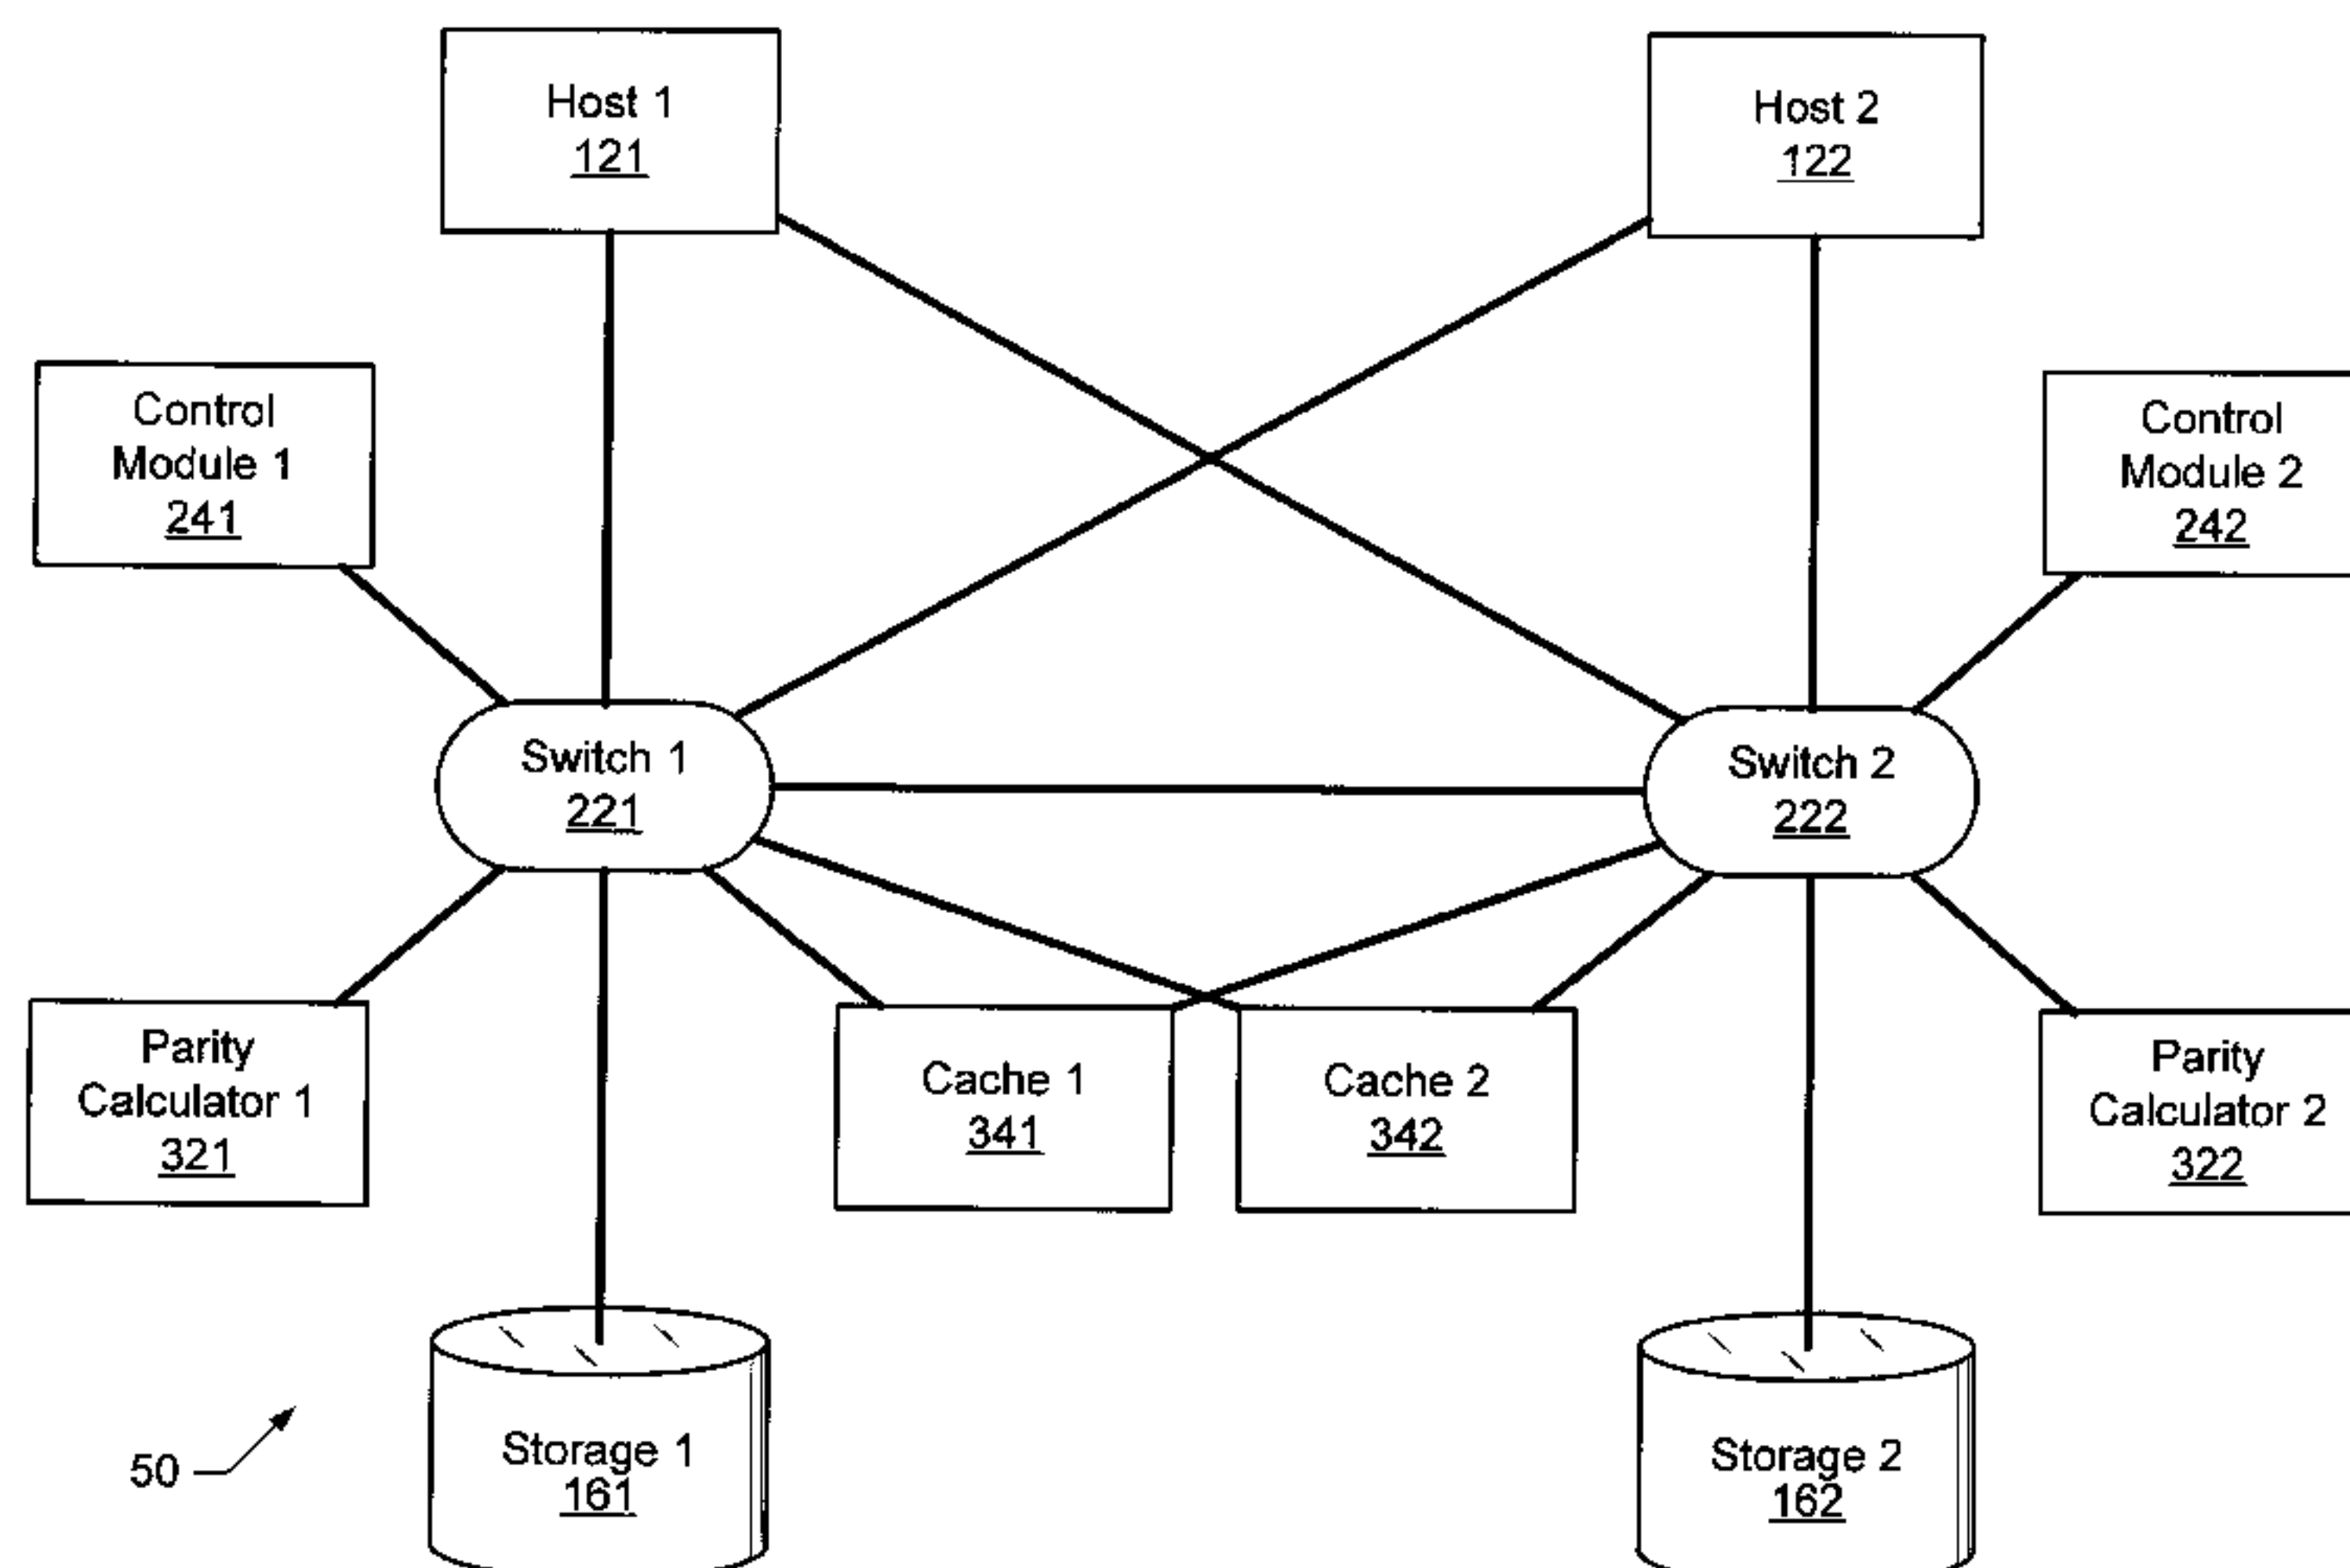 Host 1
121
Host 2
122
Control
Module 1
241
Control
Module 2
242
Switch 1
221
Switch 2
222
Parity
Calculator 1
321
Cache 1
341
Cache 2
342
Parity
Calculator 2
322
Storage 1
161
Storage 2
162
50